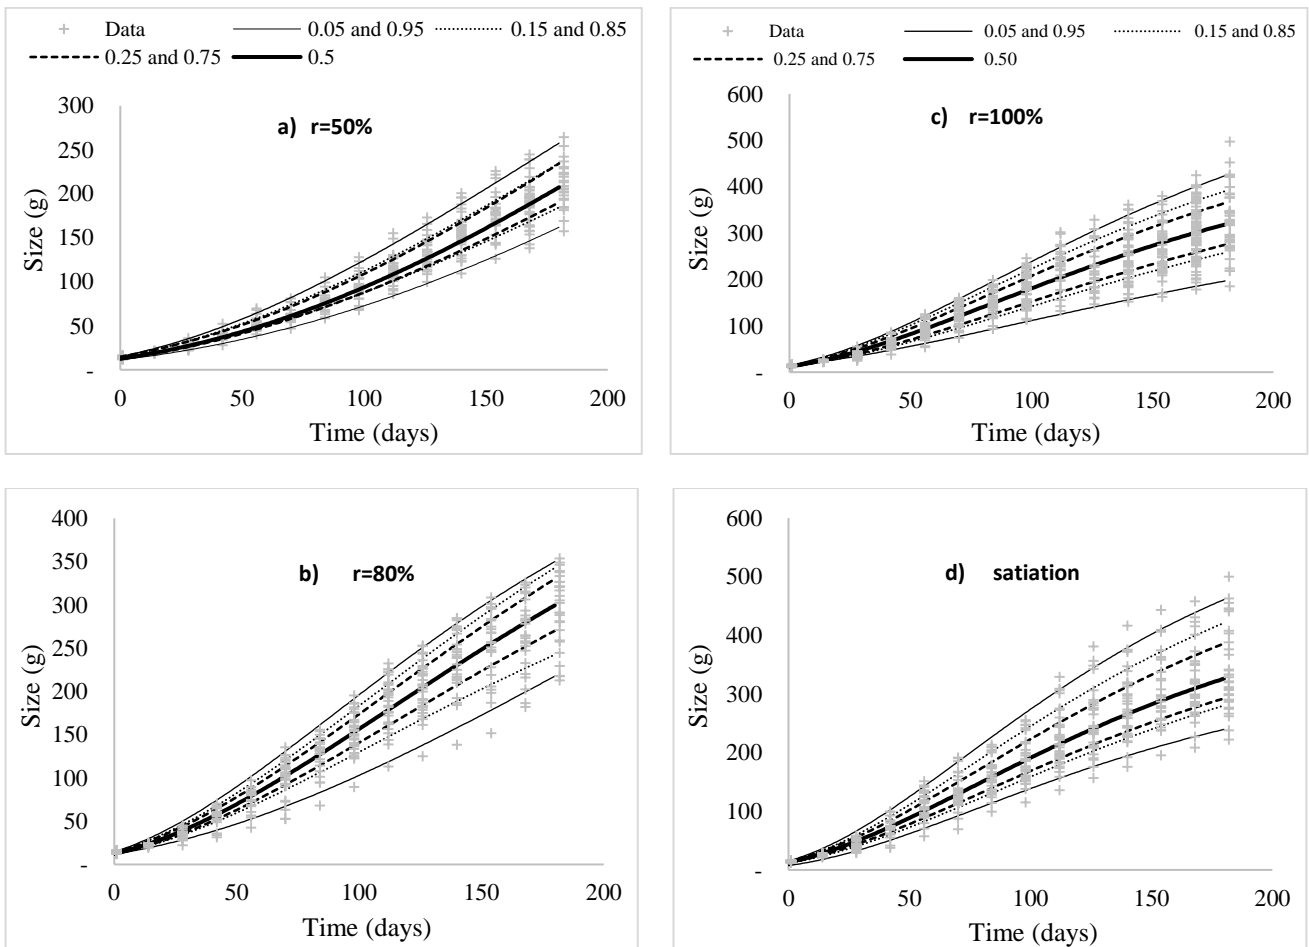 Data 0.05 and 0.95 0.15 and 0.85
0.25 and 0.75 0.5
300
250
200
150
100
50
-
0 50 100 150 200
Size (g)
Time (days)
a) r=50%
Data 0.05 and 0.95 0.15 and 0.85
0.25 and 0.75 0.50
600
500
400
300
200
100
-
0 50 100 150 200
Size (g)
Time (days)
c) r=100%
400
350
300
250
200
150
100
50
-
0 50 100 150 200
Size (g)
Time (days)
b) r=80%
600
500
400
300
200
100
-
0 50 100 150 200
Size (g)
Time (days)
d) satiation